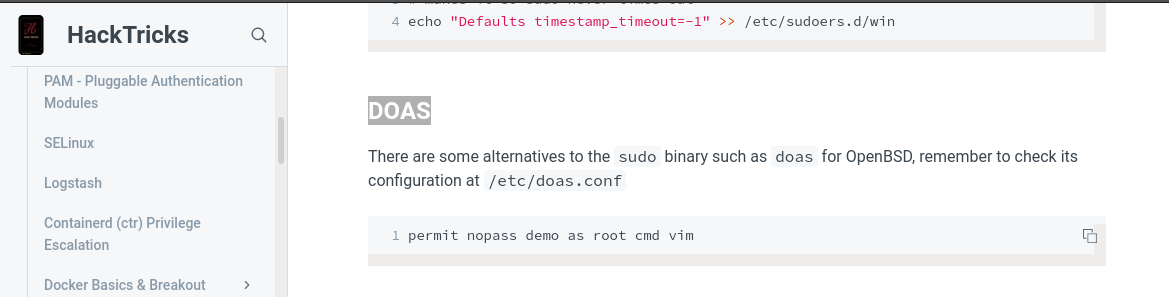 HackTricks
PAM - Pluggable Authentication
Modules
SELinux
Logstash
Containerd (ctr) Privilege
Escalation
Docker Basics & Breakout
4 echo "Defaults timestamp_timeout=-1" >> /etc/sudoers.d/win
DOAS
There are some alternatives to the sudo binary such as doas for OpenBSD, remember to check its
configuration at /etc/doas.conf
1 permit nopass demo as root cmd vim